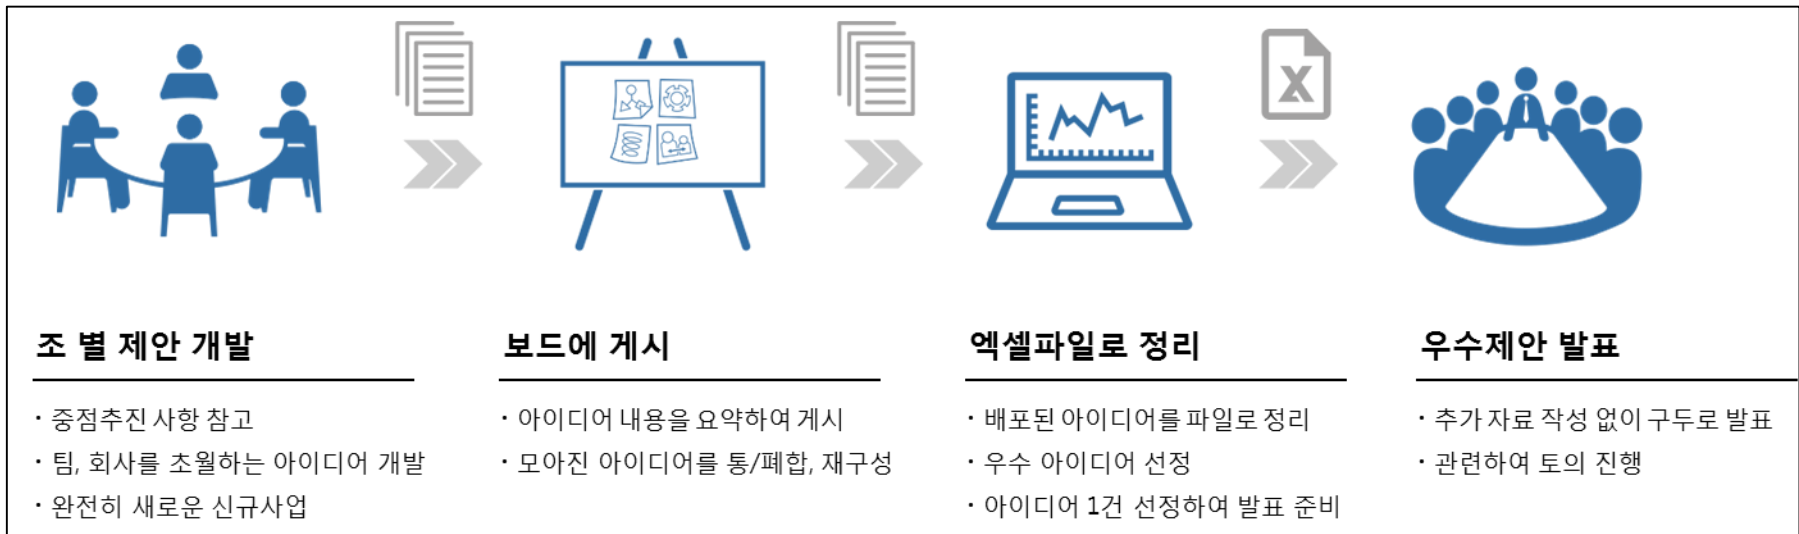 X
조 별 제안 개발
· 중점추진 사항 참고
· 팀, 회사를 초월하는 아이디어 개발
· 완전히 새로운 신규사업
보드에 게시
· 아이디어 내용을 요약하여 게시
· 모아진 아이디어를 통/폐합, 재구성
엑셀파일로 정리
· 배포된 아이디어를 파일로 정리
· 우수 아이디어 선정
· 아이디어 1건 선정하여 발표 준비
우수제안 발표
· 추가 자료 작성 없이 구두로 발표
· 관련하여 토의 진행